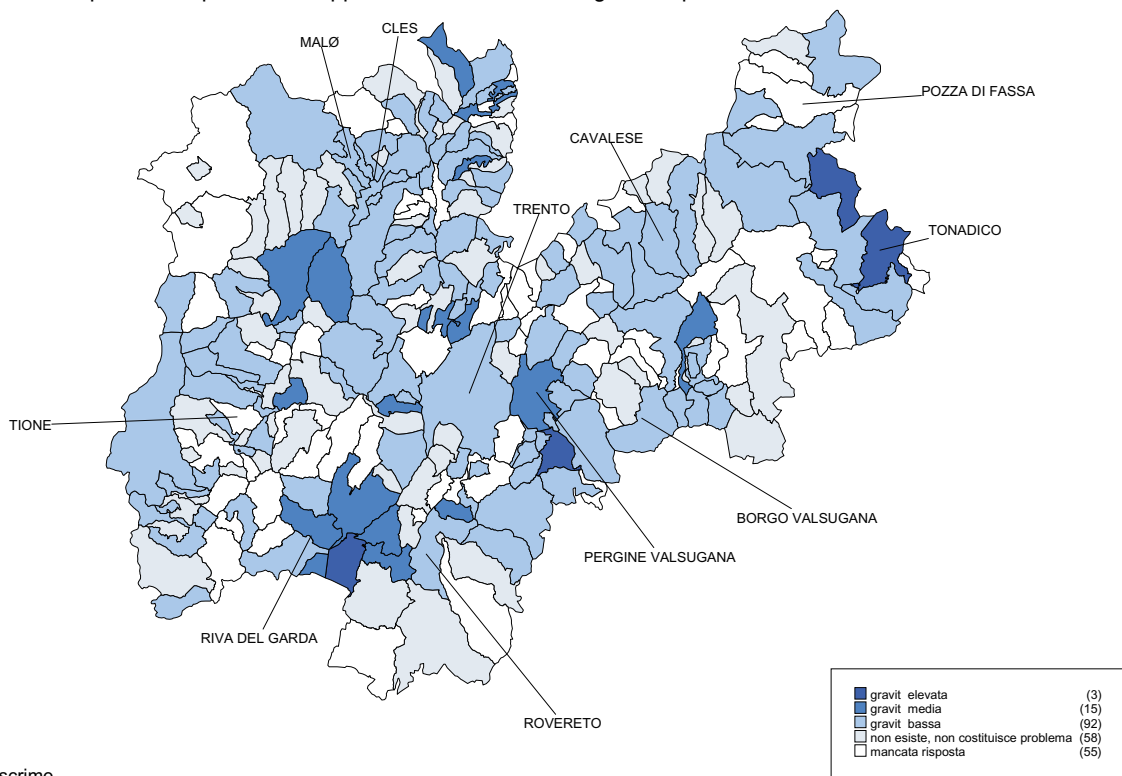 CLES
MALØ
POZZA DI FASSA
CAVALESE
TRENTO
TONADICO
TIONE
BORGO VALSUGANA
PERGINE VALSUGANA
RIVA DEL GARDA
ROVERETO
gravit elevata (3)
gravit media (15)
gravit bassa (92)
non esiste, non costituisce problema (58)
mancata risposta (55)